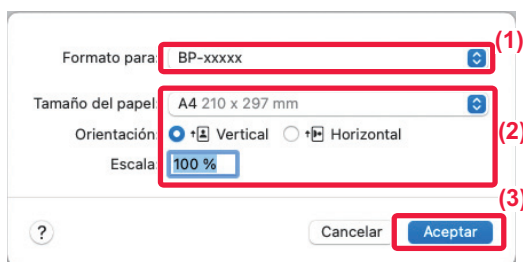 (1)
Formato para: BP-xxxxx
Tamaño del papel: A4 210 x 297 mm
Orientación: Vertical Horizontal
(2)
Escala: 100 %
(3)
? Cancelar Aceptar